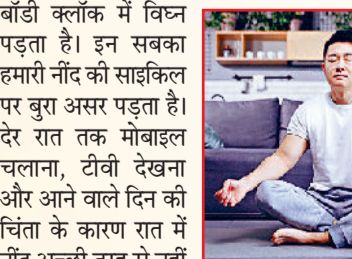 बॉडी क्लॉक में विघ्न
पड़ता है। इन सबका
हमारी नींद की साइकिल
पर बुरा असर पड़ता है।
देर रात तक मोबाइल
चलाना, टीवी देखना
और आने वाले दिन की
चिंता के कारण रात में